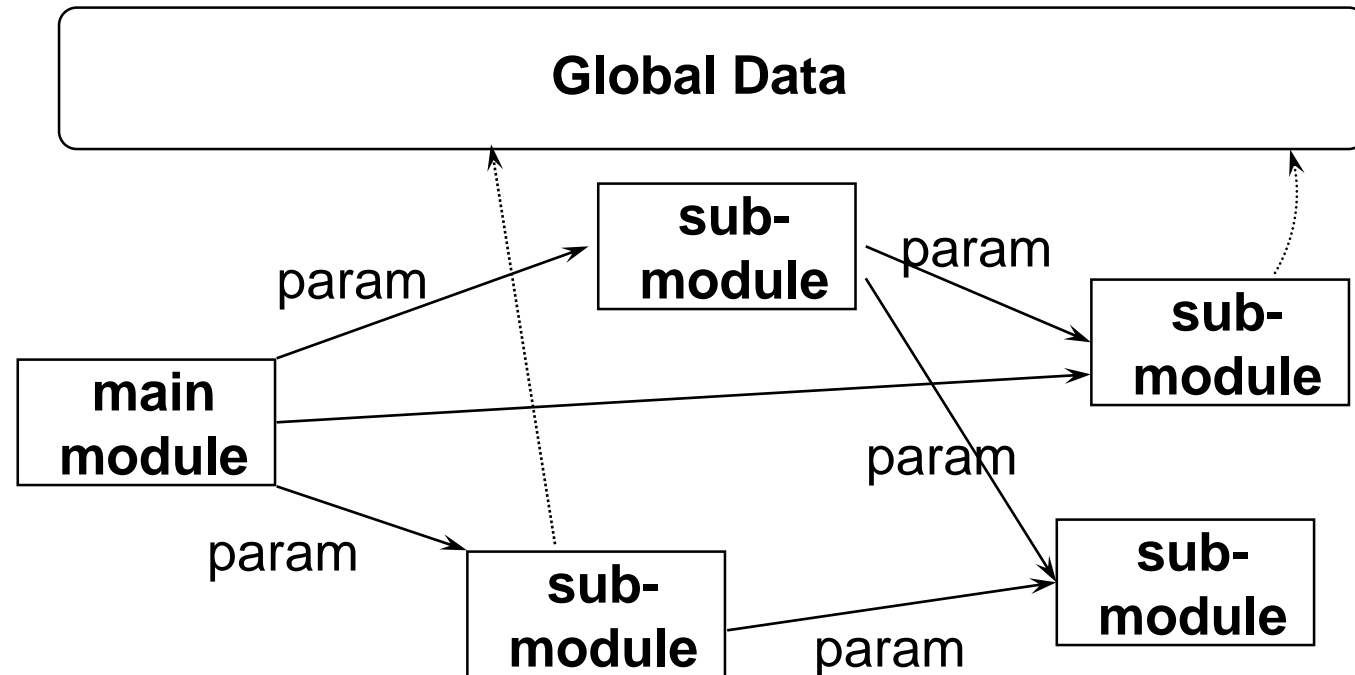 Global Data
sub-
module
param
param
sub-
module
main
module
param
param
sub-
module
sub-
module
param